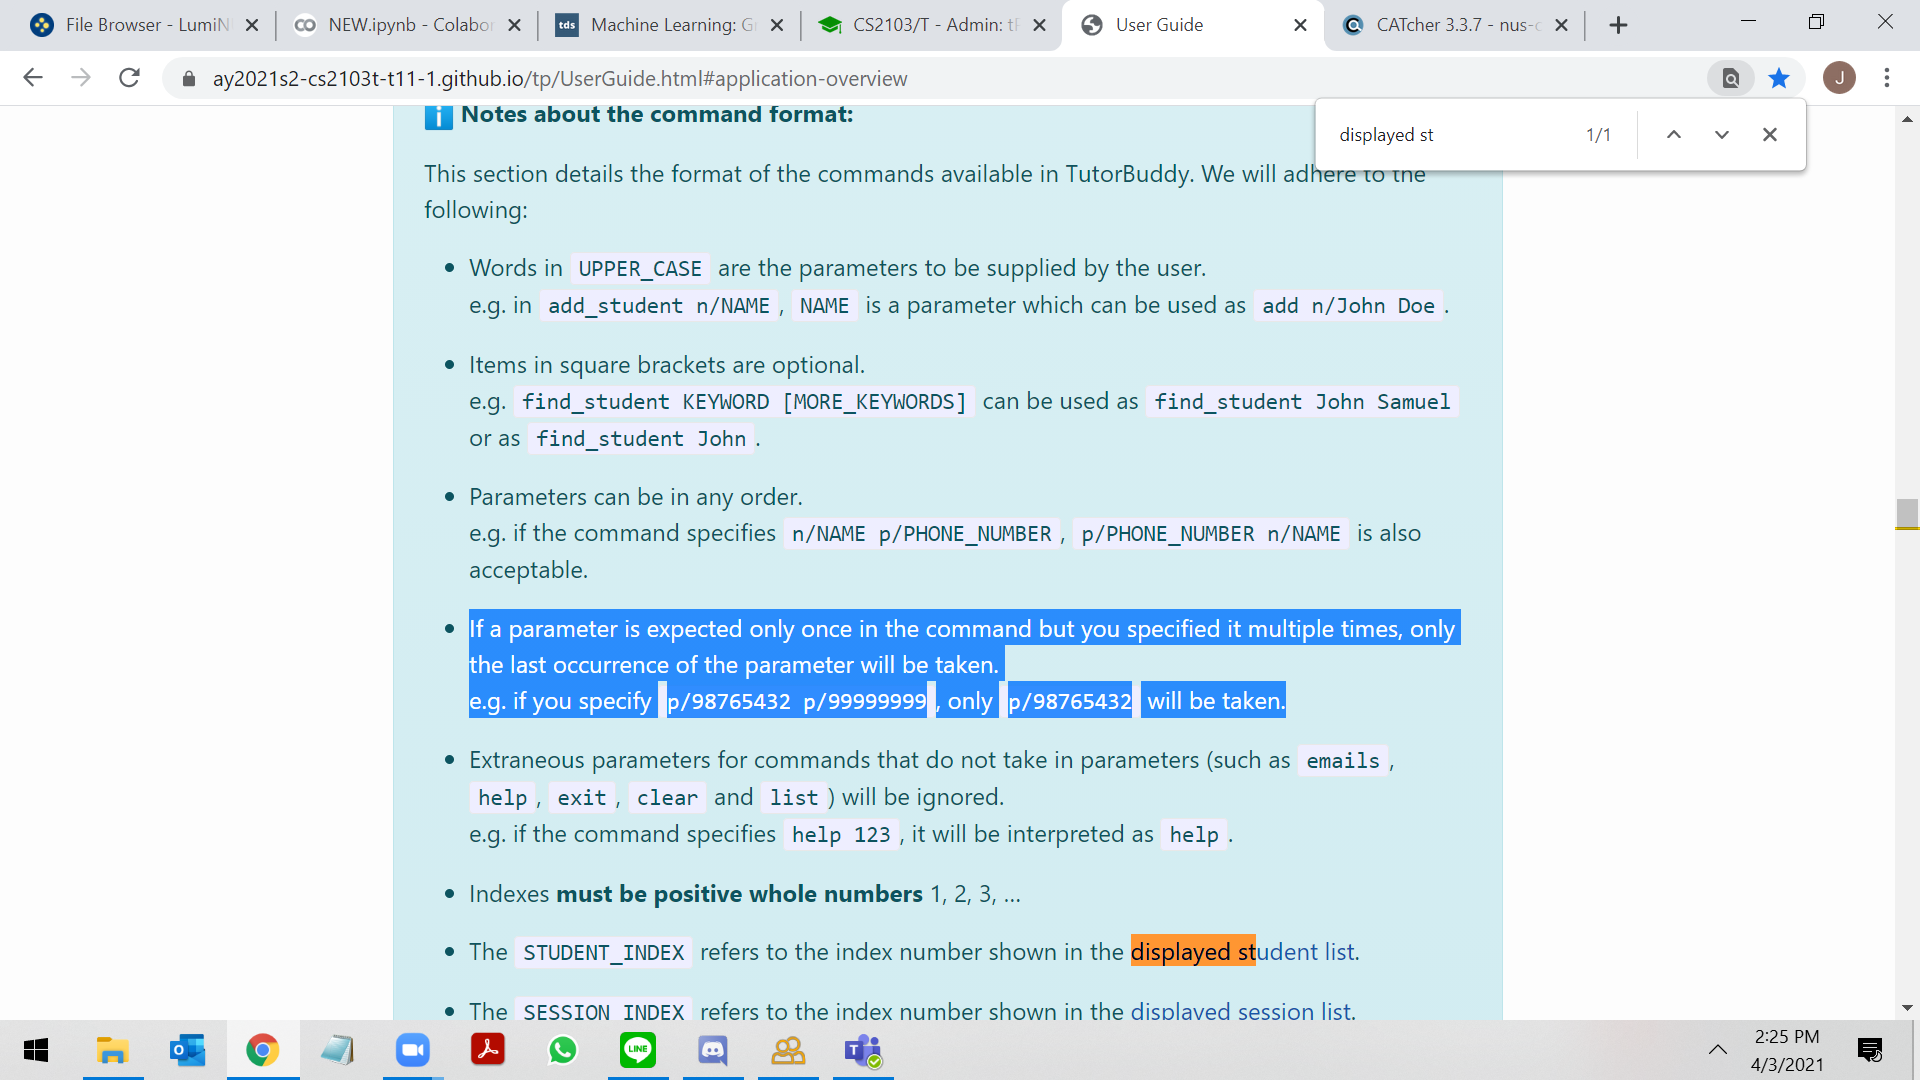 File Browser - LumiN
NEW.ipynb - Colabo
tds
Machine Learning: G
CS2103/T - Admin: tP
User Guide
CATcher 3.3.7 - nus-c
ay2021s2-cs2103t-t11-1.github.io/tp/UserGuide.html#application-overview
J
displayed st
1/1
Notes about the command format:
This section details the format of the commands available in TutorBuddy. We will adhere to the
following:
Words in UPPER_CASE are the parameters to be supplied by the user.
e.g. in add_student n/NAME , NAME is a parameter which can be used as add n/John Doe .
Items in square brackets are optional.
e.g. find_student KEYWORD [MORE_KEYWORDS] can be used as find_student John Samuel
or as find_student John .
Parameters can be in any order.
e.g. if the command specifies n/NAME p/PHONE_NUMBER , p/PHONE_NUMBER n/NAME is also
acceptable.
If a parameter is expected only once in the command but you specified it multiple times, only
the last occurrence of the parameter will be taken.
e.g. if you specify p/98765432 p/99999999 , only p/98765432 will be taken.
Extraneous parameters for commands that do not take in parameters (such as emails ,
help , exit , clear and list ) will be ignored.
e.g. if the command specifies help 123 , it will be interpreted as help .
Indexes must be positive whole numbers 1, 2, 3, …
The STUDENT_INDEX refers to the index number shown in the displayed student list.
The SESSION_INDEX refers to the index number shown in the displayed session list.
LINE
2:25 PM
4/3/2021